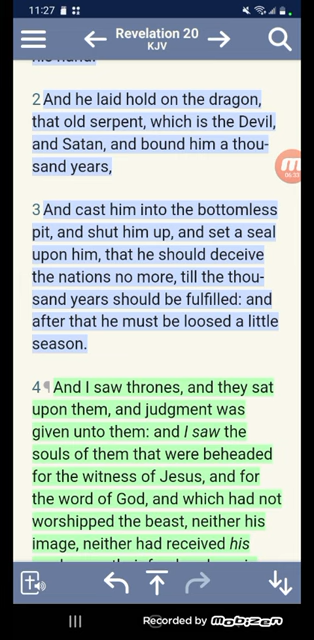 11:27
Revelation 20
KJV
his hand.
2 And he laid hold on the dragon,
that old serpent, which is the Devil,
and Satan, and bound him a thou-
sand years,
3 And cast him into the bottomless
pit, and shut him up, and set a seal
upon him, that he should deceive
the nations no more, till the thou-
sand years should be fulfilled: and
after that he must be loosed a little
season.
4 ¶ And I saw thrones, and they sat
upon them, and judgment was
given unto them: and I saw the
souls of them that were beheaded
for the witness of Jesus, and for
the word of God, and which had not
worshipped the beast, neither his
image, neither had received his
Recorded by Mobizen